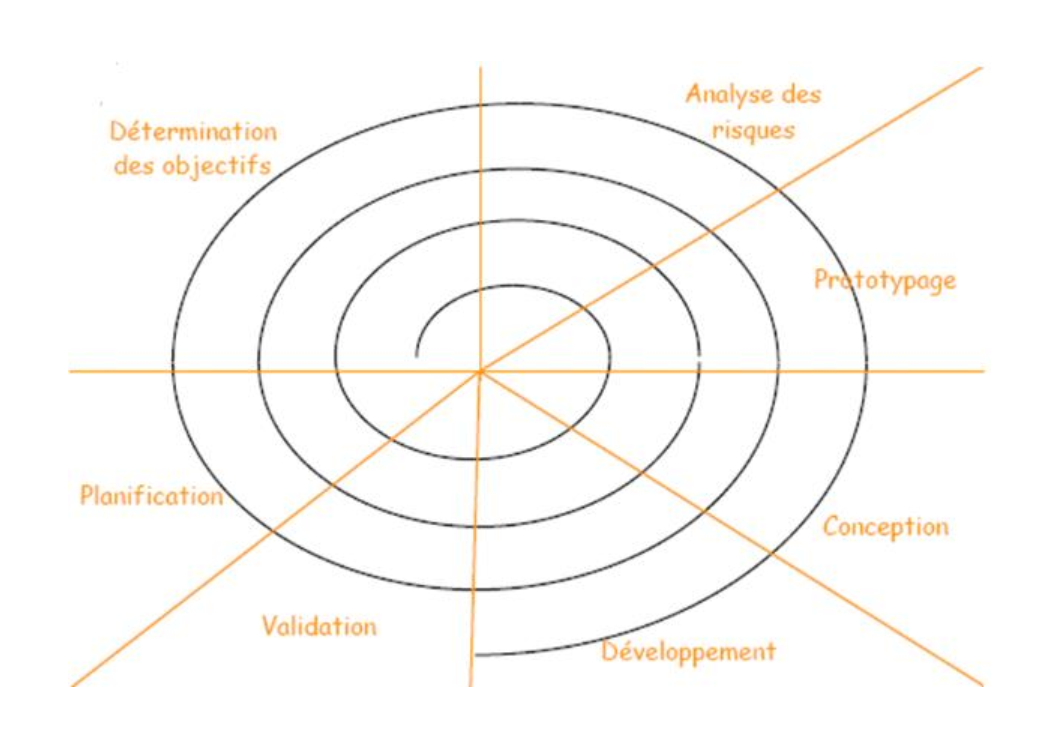 Analyse des
risques
Détermination
des objectifs
Prototypage
Planification
Conception
Validation
Développement